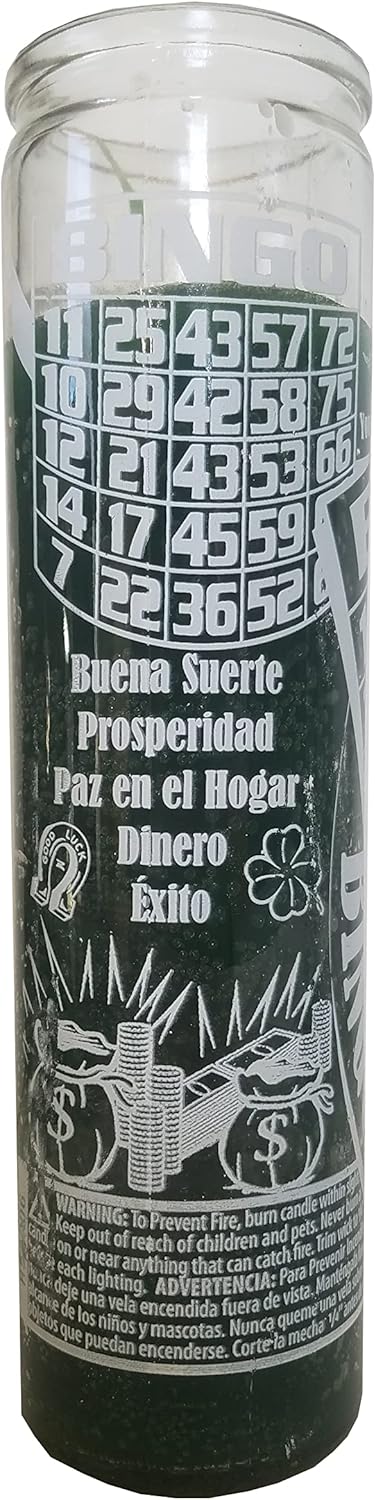 BINGO
11 25 43 57 72
10 29 42 58 75
12 21 43 53 66
14 17 45 59
7 22 36 52
Buena Suerte
Prosperidad
Paz en el Hogar
GOOD LUCK
Dinero
Éxito
$ $
WARNING: To Prevent Fire, burn candle within
Keep out of reach of children and pets. Never
on or near anything that can catch fire. Trim wick
each lighting. ADVERTENCIA: Para Prevenir
deje una vela encendida fuera de vista.
de los niños y mascotas. Nunca queme una vela
objetos que puedan encenderse. Corte la mecha ¼"